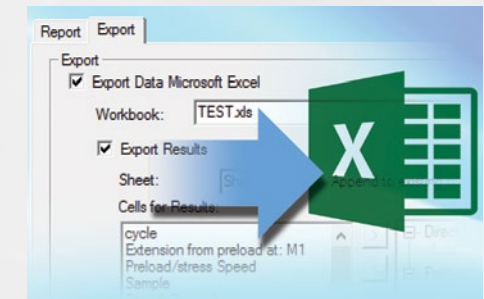 Report Export
Export
Export Data Microsoft Excel
Workbook: TEST.xls
Export Results
Sheet: Append to
Cells for Results:
cycle
Extension from preload at: M1
Preload/stress Speed
Sample
X